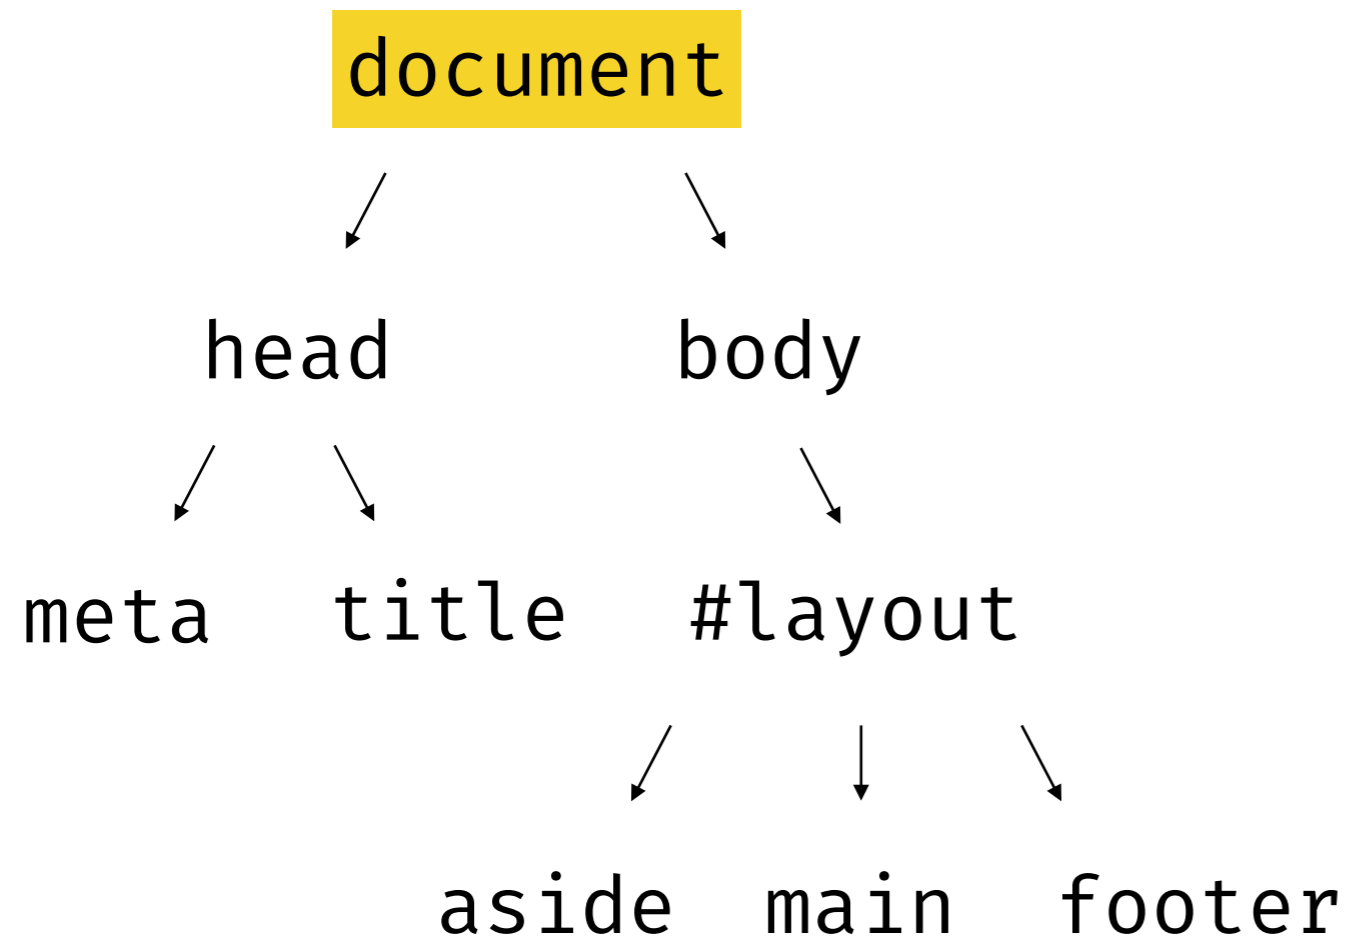 document
head body
meta title #layout
aside main footer